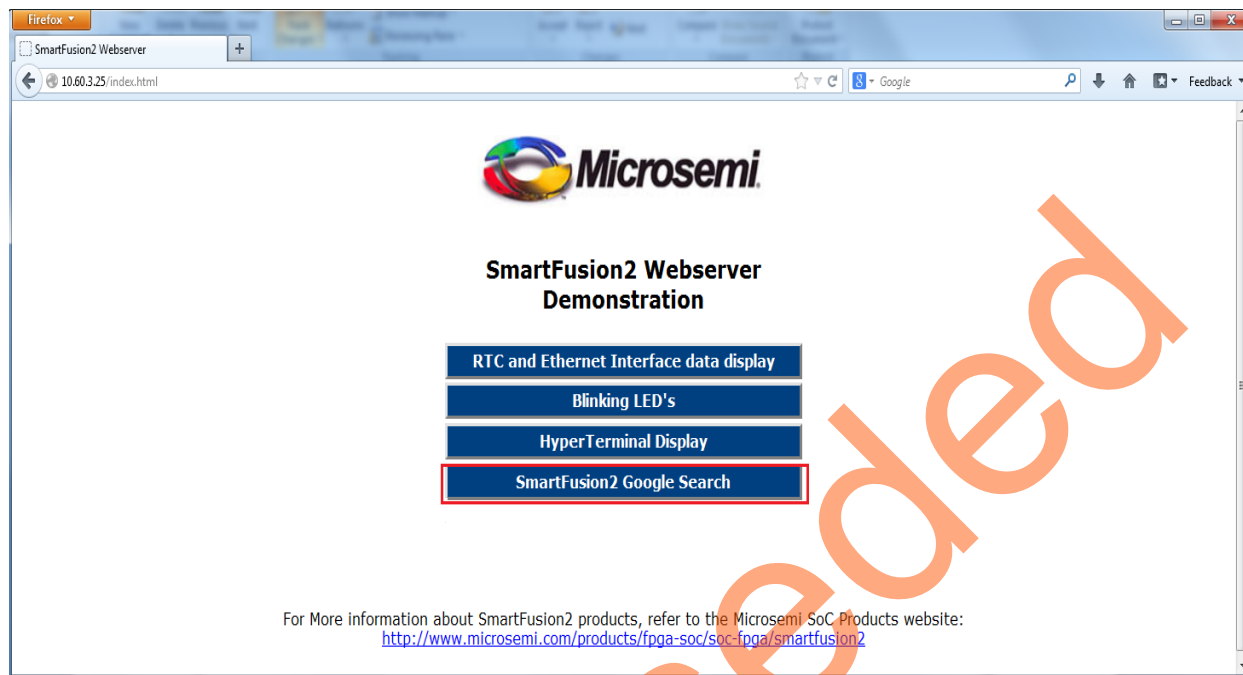 Firefox
SmartFusion2 Webserver
+
10.60.3.25/index.html
Google
Feedback
Microsemi.
SmartFusion2 Webserver
Demonstration
RTC and Ethernet Interface data display
Blinking LED's
HyperTerminal Display
SmartFusion2 Google Search
For More information about SmartFusion2 products, refer to the Microsemi SoC Products website:
http://www.microsemi.com/products/fpga-soc/soc-fpga/smartfusion2
eded